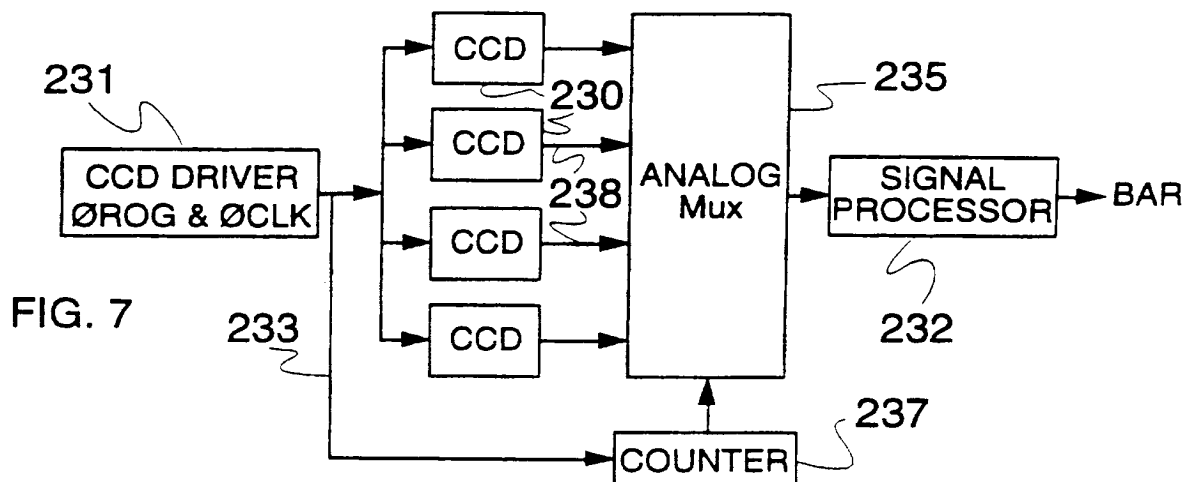 231
CCD DRIVER
ØROG & ØCLK
CCD
230
CCD
238
CCD
CCD
ANALOG
Mux
235
SIGNAL
PROCESSOR
BAR
232
FIG. 7
233
237
COUNTER